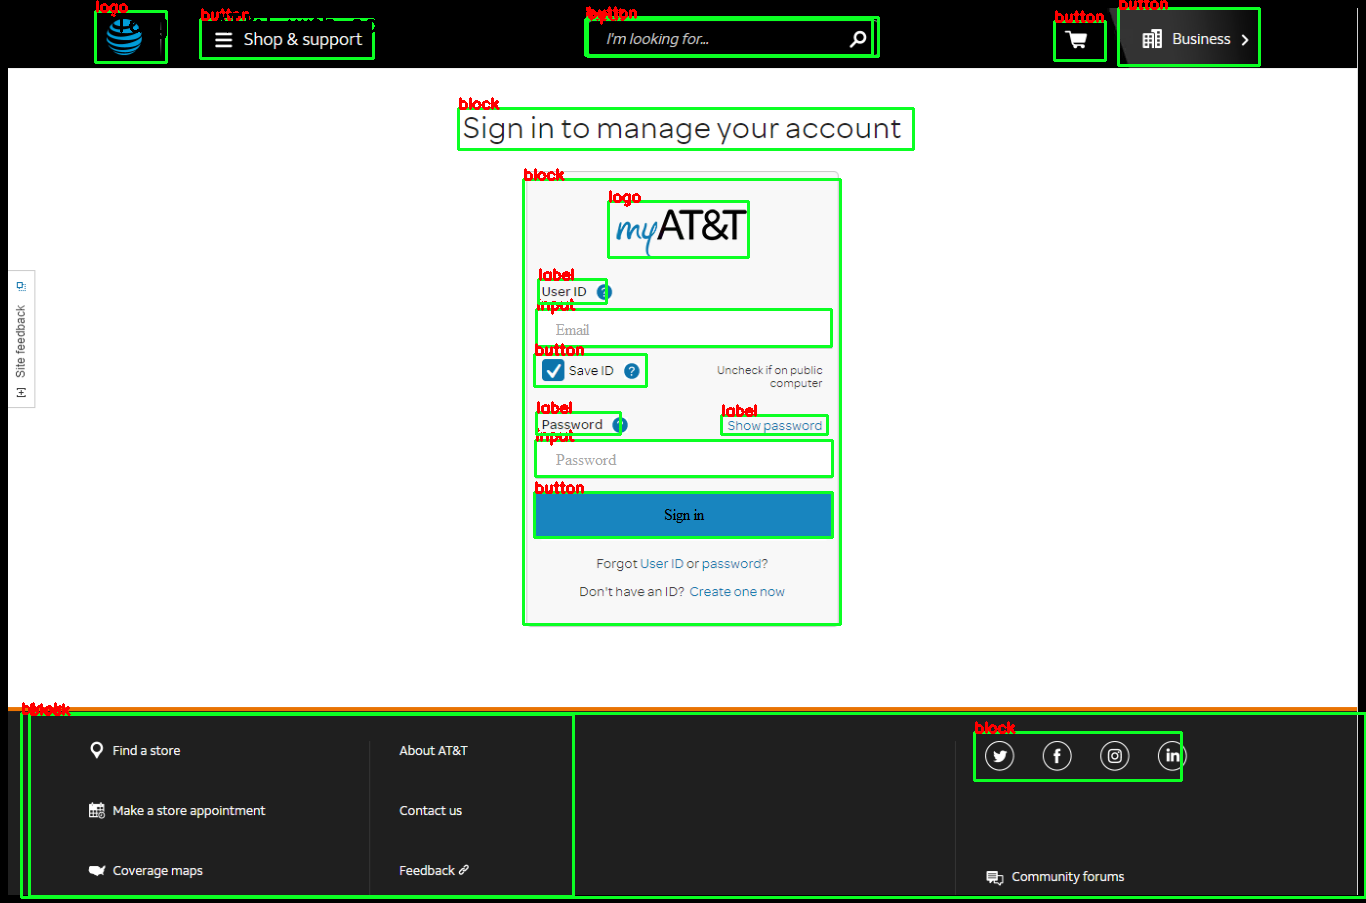 logo
button
Shop & support
button
I'm looking for...
button
button
Business
block
Sign in to manage your account
block
logo
myAT&T
label
User ID ?
input
Email
button
Save ID ?
Uncheck if on public
computer
label
Password ?
label
Show password
input
Password
button
Sign in
Forgot User ID or password?
Don't have an ID? Create one now
[+] Site feedback
block
Find a store
Make a store appointment
Coverage maps
About AT&T
Contact us
Feedback
block
Community forums